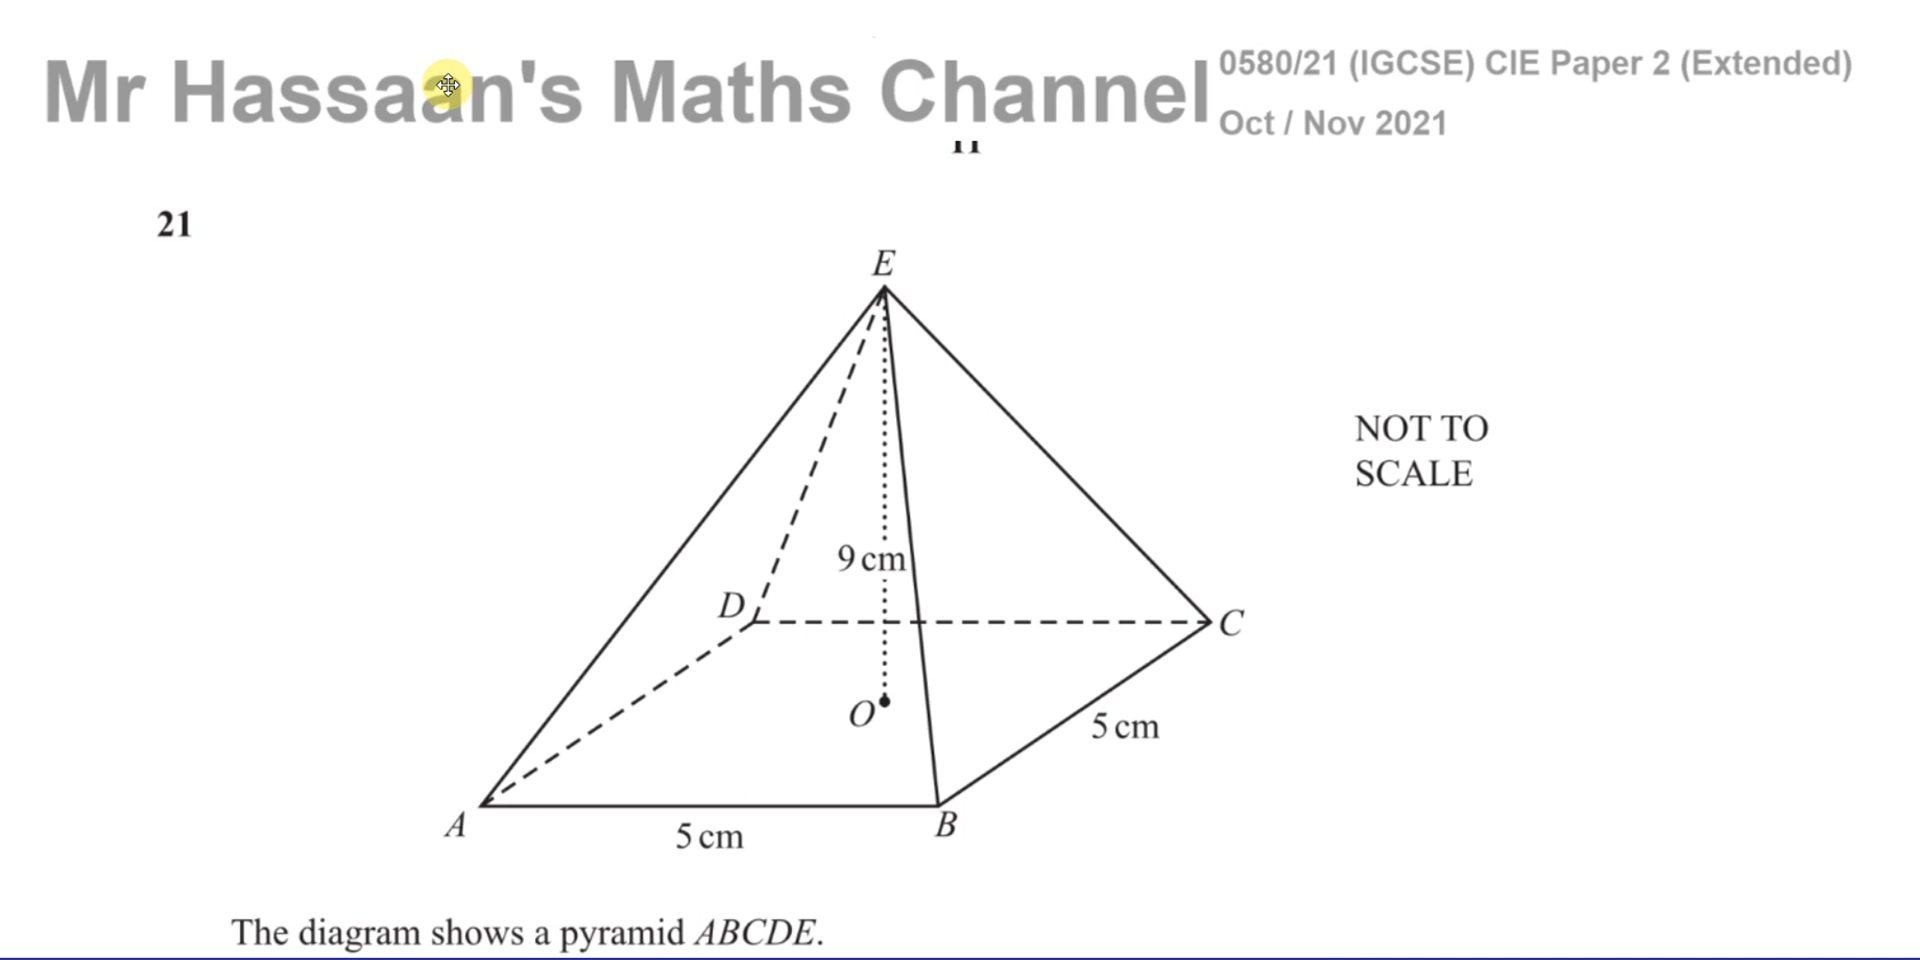 Mr Hassaan's Maths Channel
0580/21 (IGCSE) CIE Paper 2 (Extended)
Oct / Nov 2021
21
E
NOT TO
SCALE
9 cm
D
C
O
5 cm
A
B
5 cm
The diagram shows a pyramid ABCDE.